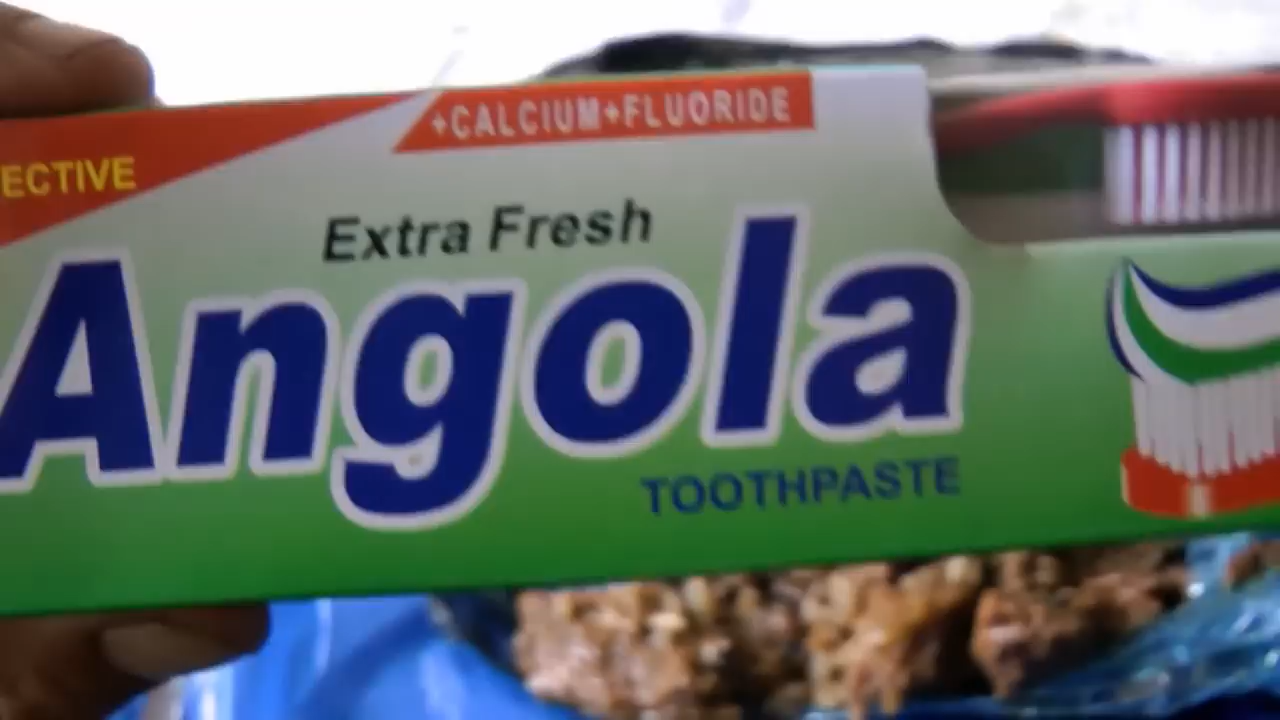 +CALCIUM+FLUORIDE
ECTIVE
Extra Fresh
Angola
TOOTHPASTE